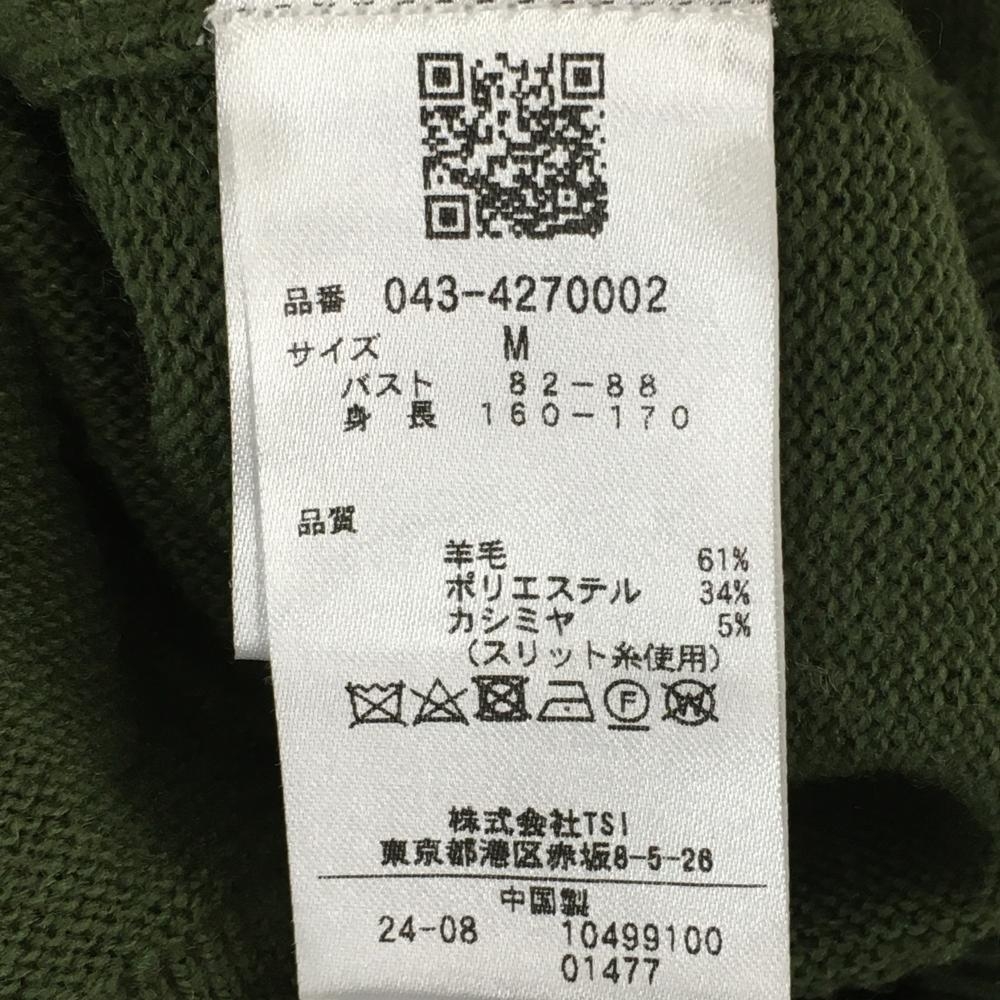 品番 043-4270002
サイズ M
バスト 82-88
身長 160-170
品質
羊毛 61%
ポリエステル 34%
カシミヤ 5%
(スリット糸使用)
F
W
株式会社TSI
東京都港区赤坂8-5-26
中国製
24-08 10499100
01477